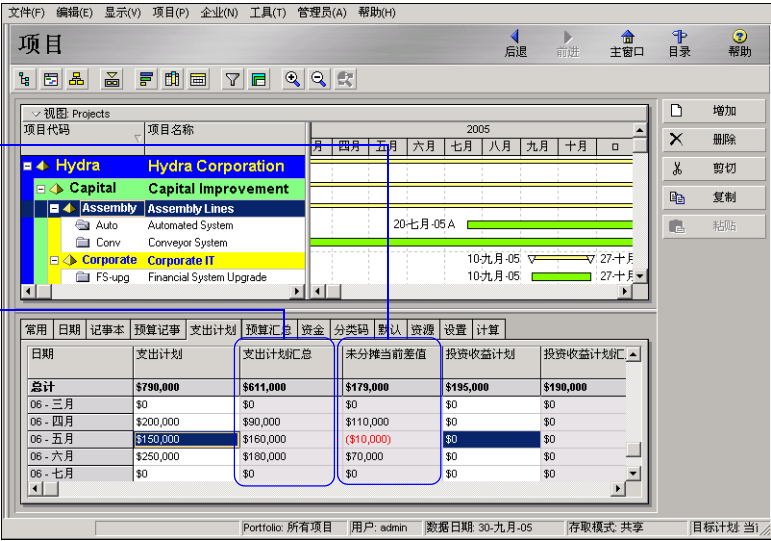 文件(F) 编辑(E) 显示(V) 项目(P) 企业(N) 工具(T) 管理员(A) 帮助(H)
项目
后退 前进 主窗口 目录 帮助
视图: Projects
项目代码 项目名称
2005
月 四月 五月 六月 七月 八月 九月 十月
Hydra Hydra Corporation
Capital Capital Improvement
Assembly Assembly Lines
Auto Automated System 20-七月-05 A
Conv Conveyor System
Corporate Corporate IT 10-九月-05 27-十月
FS-upg Financial System Upgrade 10-九月-05 27-十月
增加
删除
剪切
复制
粘贴
常用 日期 记事本 预算记事 支出计划 预算汇总 资金 分类码 默认 资源 设置 计算
日期 支出计划 支出计划汇总 未分摊当前差值 投资收益计划 投资收益计划汇
总计 $790,000 $611,000 $179,000 $195,000 $190,000
06 - 三月 $0 $0 $0 $0 $0
06 - 四月 $200,000 $90,000 $110,000 $0 $0
06 - 五月 $150,000 $160,000 ($10,000) $0 $0
06 - 六月 $250,000 $180,000 $70,000 $0 $0
06 - 七月 $0 $0 $0 $0 $0
Portfolio: 所有项目 用户: admin 数据日期: 30-九月-05 存取模式: 共享 目标计划: 当前